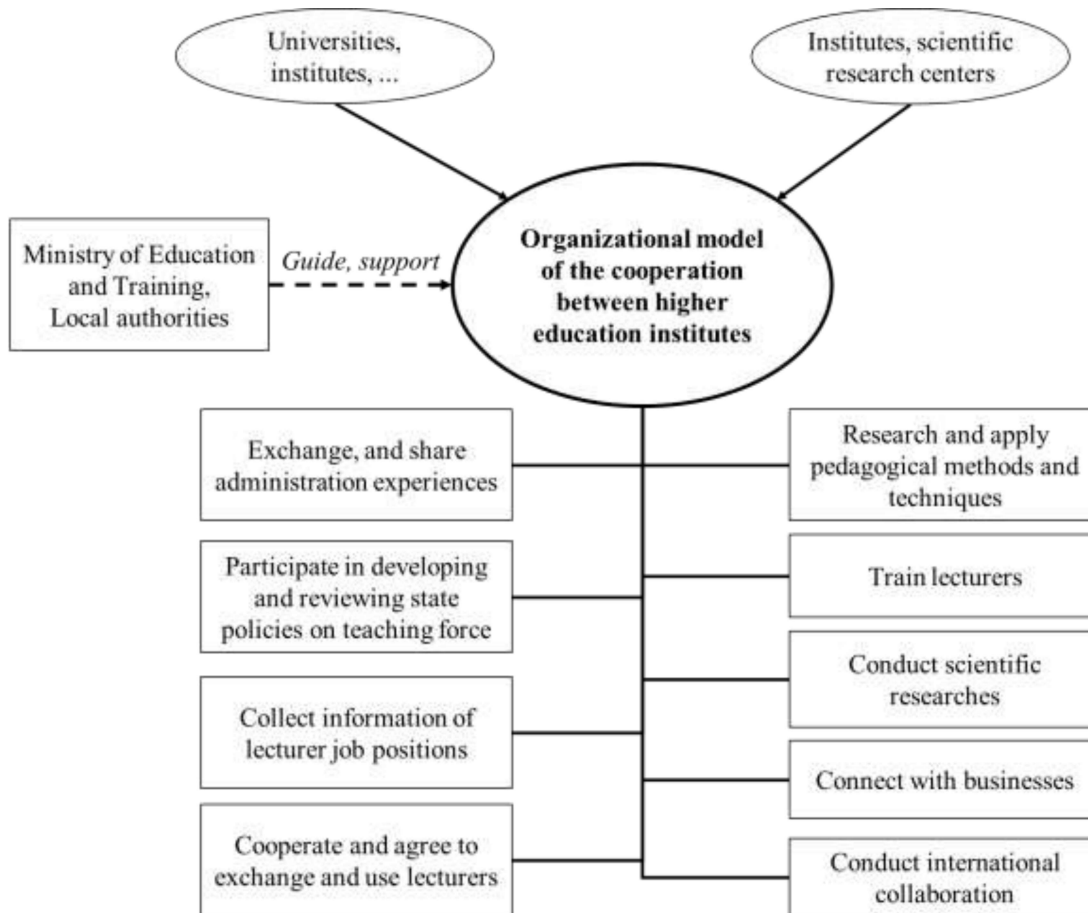 Universities,
institutes, ...
Institutes, scientific
research centers
Ministry of Education
and Training,
Local authorities
Guide, support
Organizational model
of the cooperation
between higher
education institutes
Exchange, and share
administration experiences
Research and apply
pedagogical methods and
techniques
Participate in developing
and reviewing state
policies on teaching force
Train lecturers
Collect information of
lecturer job positions
Conduct scientific
researches
Connect with businesses
Cooperate and agree to
exchange and use lecturers
Conduct international
collaboration